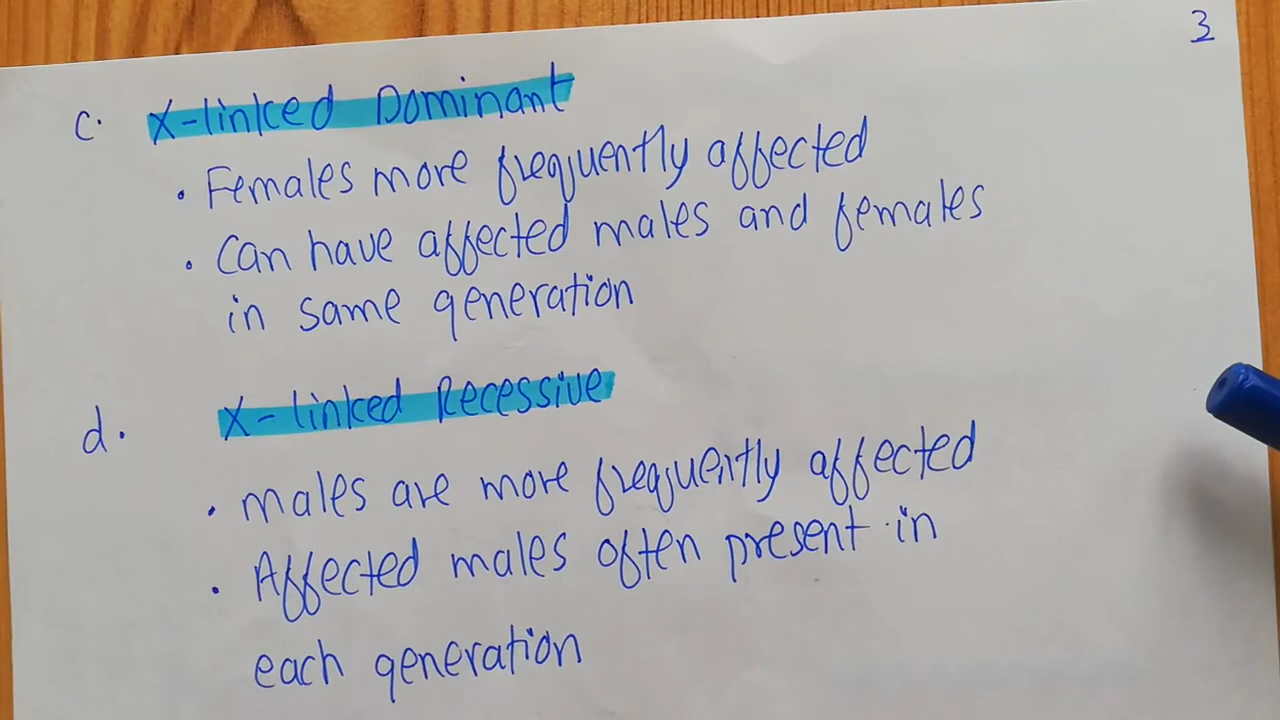 3
c. X-linked Dominant
• Females more frequently affected
• Can have affected males and females
in same generation
d. X-linked Recessive
• males are more frequently affected
• Affected males often present in
each generation